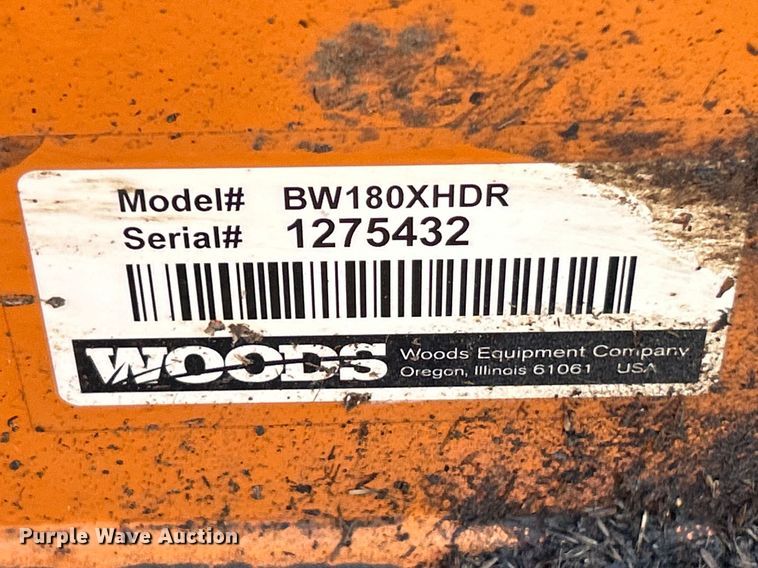 Model# BW180XHDR
Serial# 1275432
WOODS
Woods Equipment Company
Oregon, Illinois 61061 USA
Purple Wave Auction